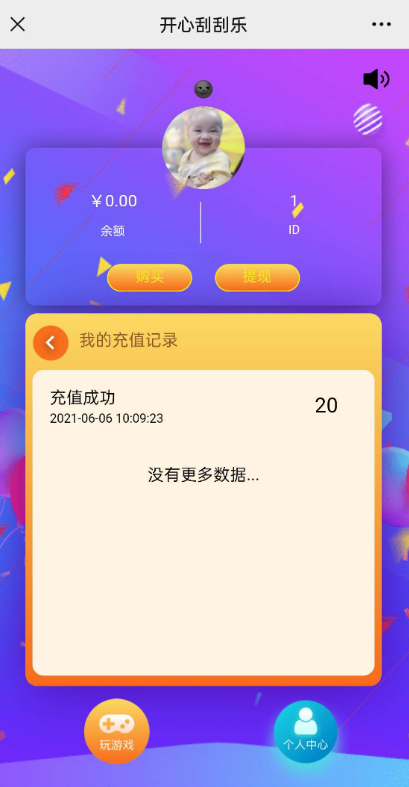 开心刮刮乐
￥0.00
1
余额
ID
购买
提现
我的充值记录
充值成功
20
2021-06-06 10:09:23
没有更多数据...
玩游戏
个人中心